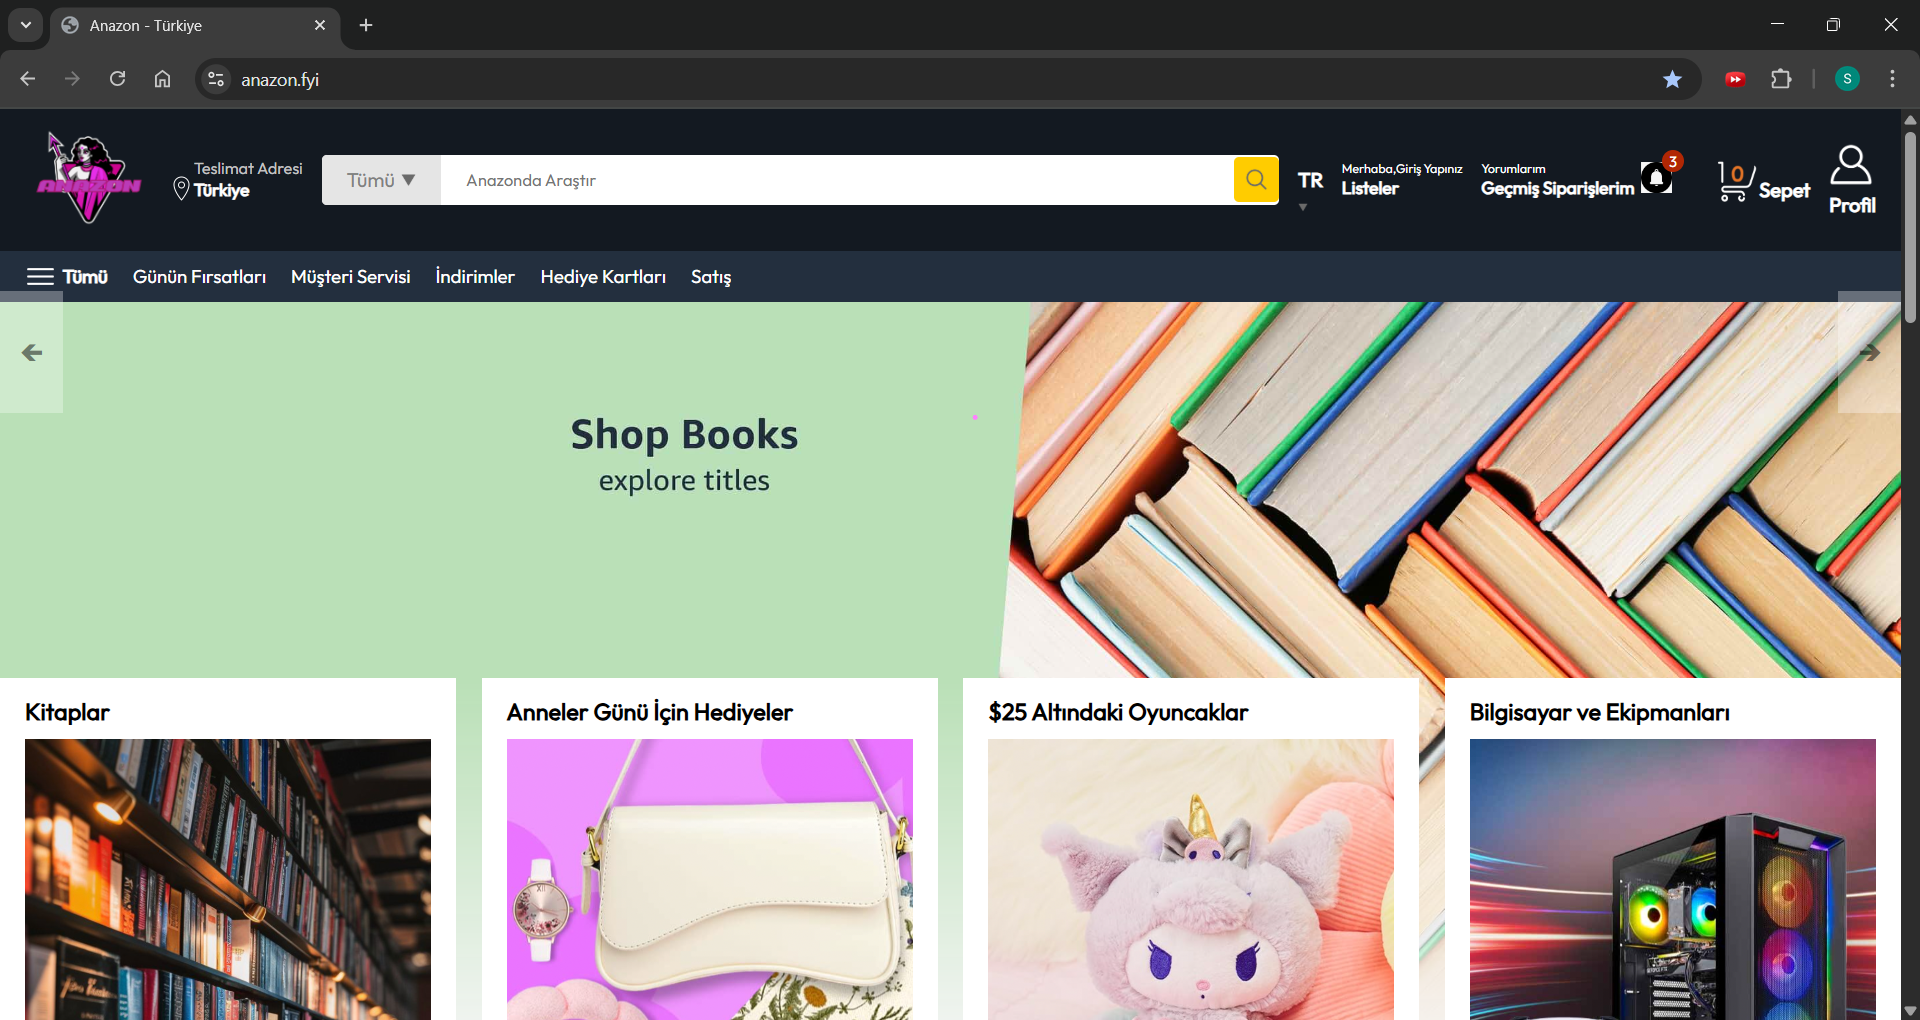 Anazon - Türkiye
anazon.fyi
S
ANAZON
Teslimat Adresi
Türkiye
Tümü ▼
Anazonda Araştır
TR
▼
Merhaba,Giriş Yapınız
Listeler
Yorumlarım
Geçmiş Siparişlerim
3
0
Sepet
Profil
Tümü
Günün Fırsatları
Müşteri Servisi
İndirimler
Hediye Kartları
Satış
Shop Books
explore titles
Kitaplar
Anneler Günü İçin Hediyeler
$25 Altındaki Oyuncaklar
Bilgisayar ve Ekipmanları